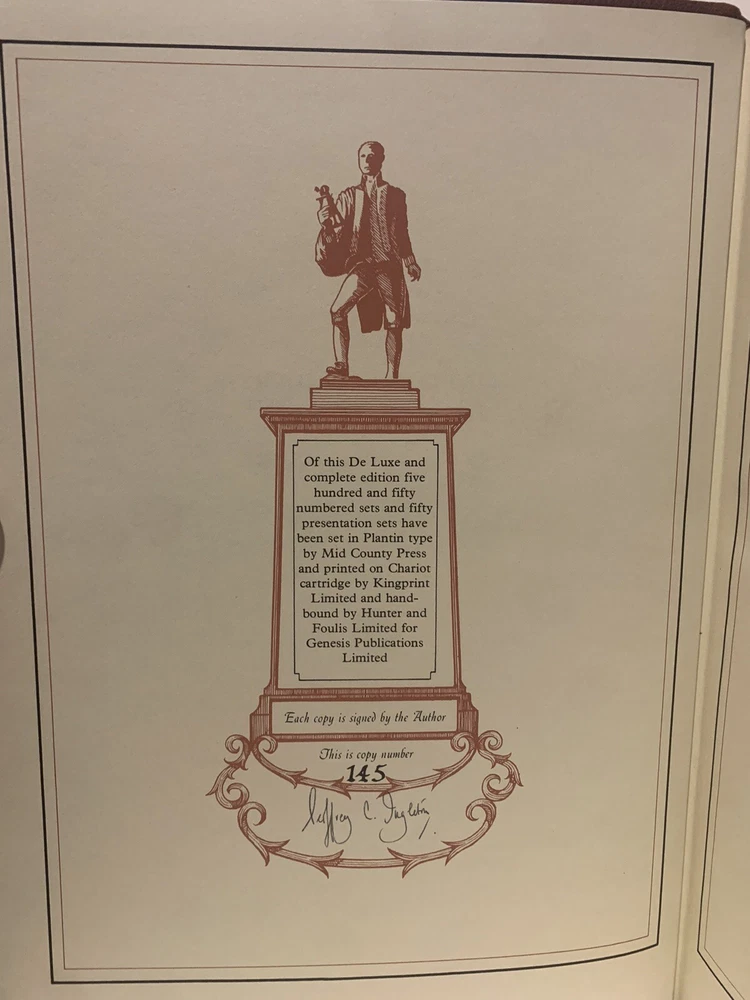 Of this De Luxe and
complete edition five
hundred and fifty
numbered sets and fifty
presentation sets have
been set in Plantin type
by Mid County Press
and printed on Chariot
cartridge by Kingprint
Limited and hand-
bound by Hunter and
Foulis Limited for
Genesis Publications
Limited
Each copy is signed by the Author
This is copy number
145
Geoffrey C. Ingleton.